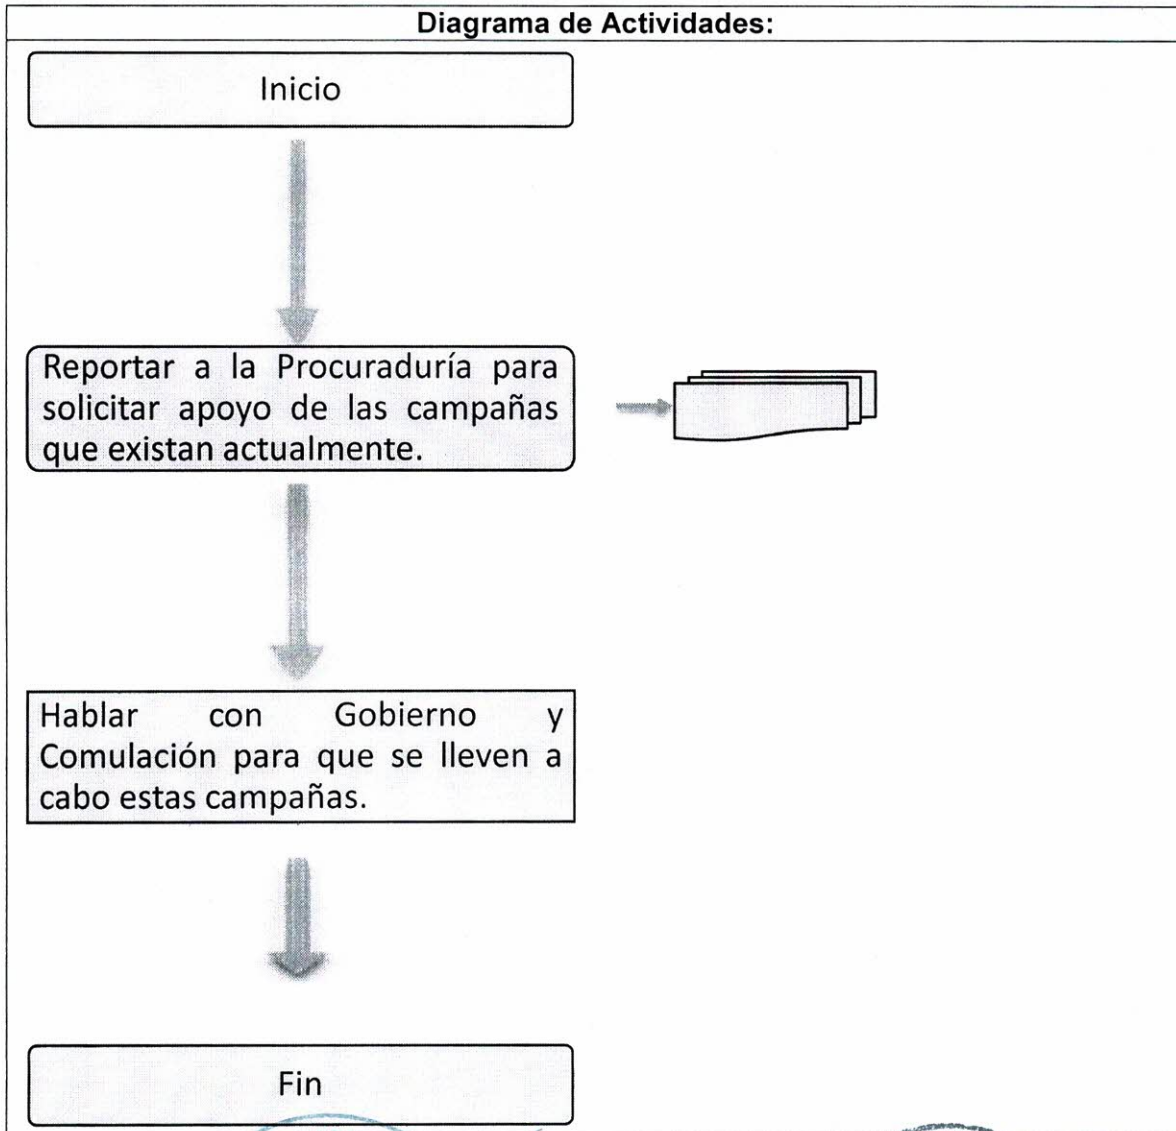 Diagrama de Actividades:
Inicio
Reportar a la Procuraduría para
solicitar apoyo de las campañas
que existan actualmente.
Hablar con Gobierno y
Comulación para que se lleven a
cabo estas campañas.
Fin